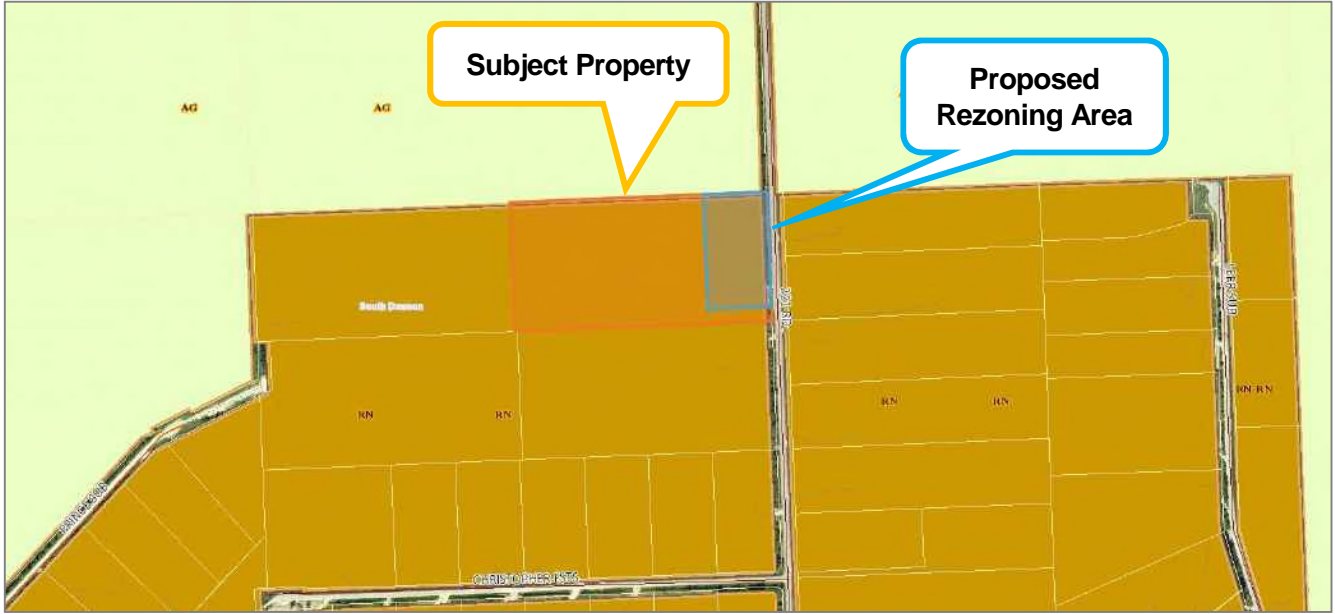 Subject Property
Proposed
Rezoning Area
AG
AG
South Dawson
RN
RN
RN
RN
RN RN
CHRISTOPHER ESTS